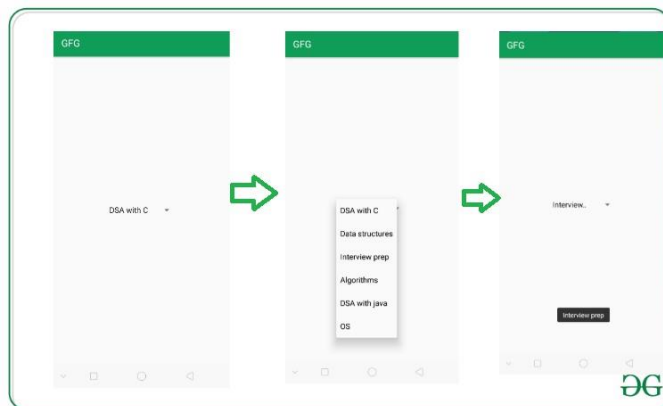 GFG
DSA with C
GFG
DSA with C
Data structures
Interview prep
Algorithms
DSA with java
OS
GFG
Interview..
Interview prep